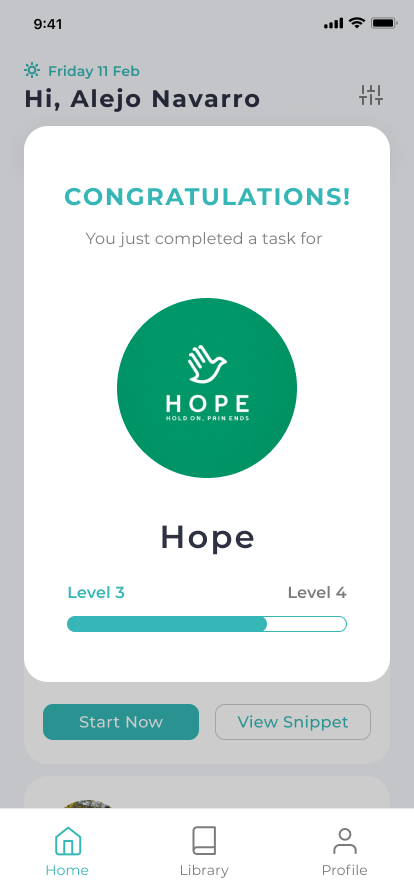 9:41
Friday 11 Feb
Hi, Alejo Navarro
CONGRATULATIONS!
You just completed a task for
HOPE
HOLD ON, PAIN ENDS
Hope
Level 3 Level 4
Start Now View Snippet
Home Library Profile